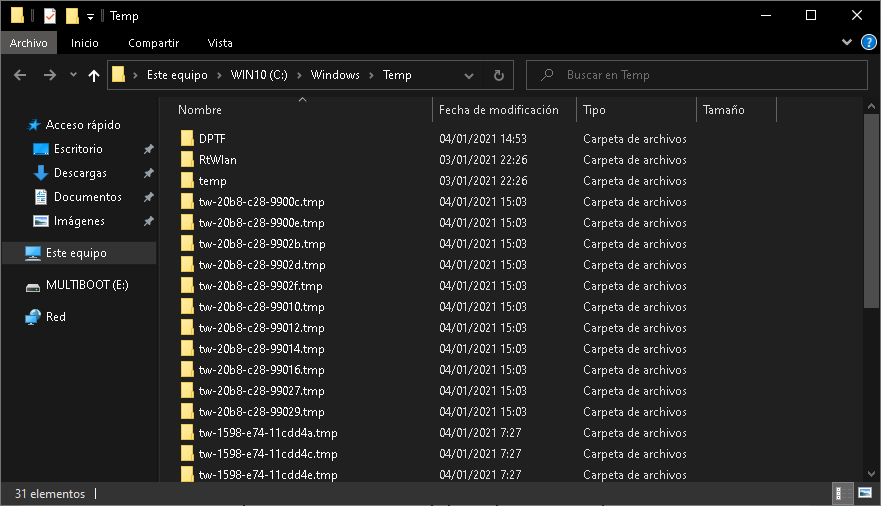 Temp
Archivo Inicio Compartir Vista
Este equipo > WIN10 (C:) > Windows > Temp
Buscar en Temp
Nombre Fecha de modificación Tipo Tamaño
Acceso rápido
Escritorio
Descargas
Documentos
Imágenes
Este equipo
MULTIBOOT (E:)
Red
DPTF 04/01/2021 14:53 Carpeta de archivos
RtWlan 03/01/2021 22:26 Carpeta de archivos
temp 03/01/2021 22:26 Carpeta de archivos
tw-20b8-c28-9900c.tmp 04/01/2021 15:03 Carpeta de archivos
tw-20b8-c28-9900e.tmp 04/01/2021 15:03 Carpeta de archivos
tw-20b8-c28-9902b.tmp 04/01/2021 15:03 Carpeta de archivos
tw-20b8-c28-9902d.tmp 04/01/2021 15:03 Carpeta de archivos
tw-20b8-c28-9902f.tmp 04/01/2021 15:03 Carpeta de archivos
tw-20b8-c28-99010.tmp 04/01/2021 15:03 Carpeta de archivos
tw-20b8-c28-99012.tmp 04/01/2021 15:03 Carpeta de archivos
tw-20b8-c28-99014.tmp 04/01/2021 15:03 Carpeta de archivos
tw-20b8-c28-99016.tmp 04/01/2021 15:03 Carpeta de archivos
tw-20b8-c28-99027.tmp 04/01/2021 15:03 Carpeta de archivos
tw-20b8-c28-99029.tmp 04/01/2021 15:03 Carpeta de archivos
tw-1598-e74-11cdd4a.tmp 04/01/2021 7:27 Carpeta de archivos
tw-1598-e74-11cdd4c.tmp 04/01/2021 7:27 Carpeta de archivos
tw-1598-e74-11cdd4e.tmp 04/01/2021 7:27 Carpeta de archivos
31 elementos